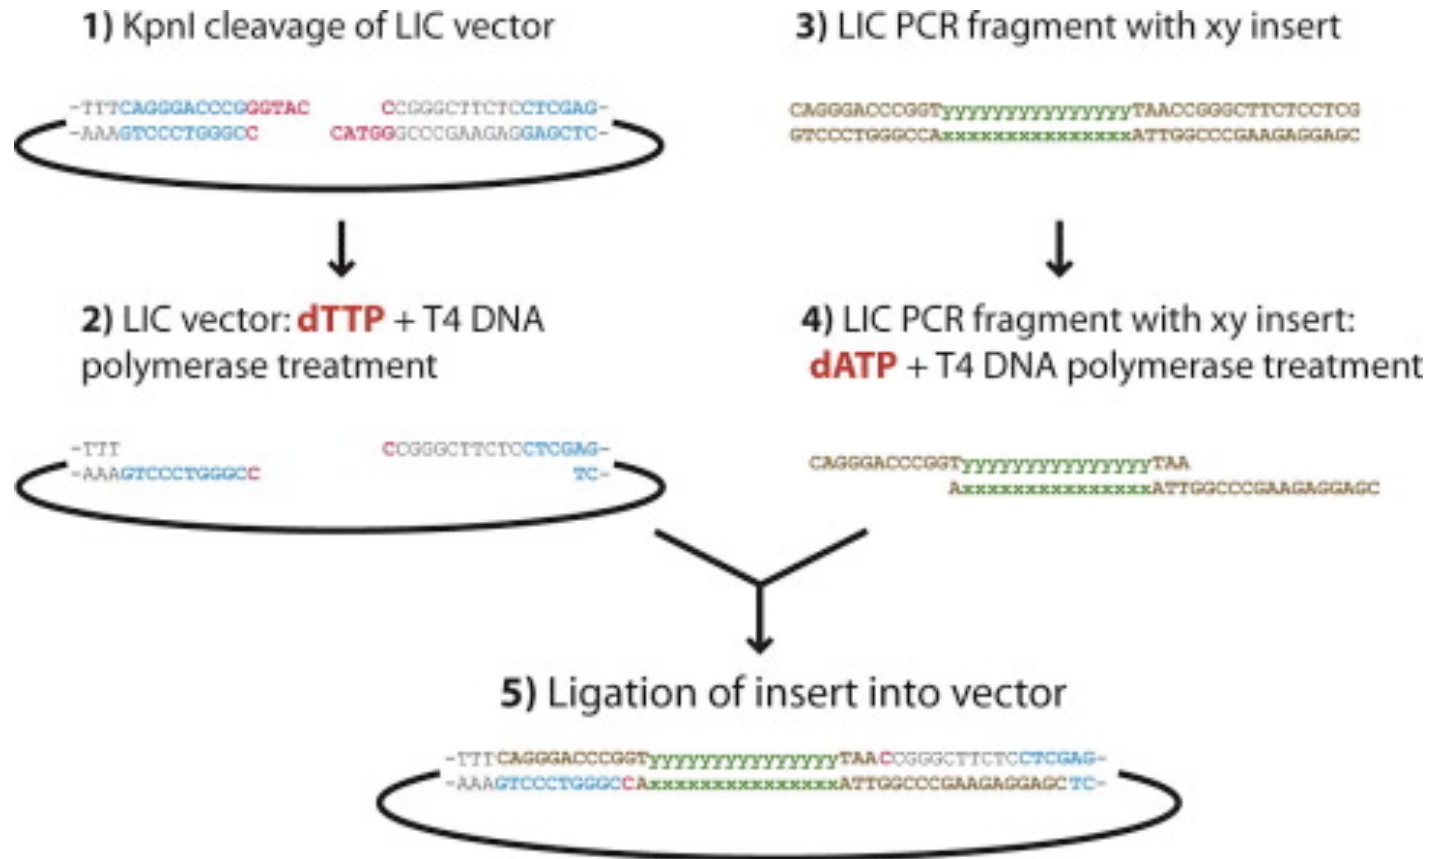 1) KpnI cleavage of LIC vector
-TTTCAGGGACCCGGGTAC CCGGGCTTCTCCTCGAG-
-AAAGTCCCTGGGCC CATGGGCCCGAAGAGGAGCTC-
3) LIC PCR fragment with xy insert
CAGGGACCCGGTyyyyyyyyyyyyyyyTAACCGGGCTTCTCCTCG
GTCCCTGGGCCAxxxxxxxxxxxxxxxATTGGCCCGAAGAGGAGC
2) LIC vector: dTTP + T4 DNA
polymerase treatment
-TTT CCGGGCTTCTCCTCGAG-
-AAAGTCCCTGGGCC TC-
4) LIC PCR fragment with xy insert:
dATP + T4 DNA polymerase treatment
CAGGGACCCGGTyyyyyyyyyyyyyyyTAA
AxxxxxxxxxxxxxxxATTGGCCCGAAGAGGAGC
5) Ligation of insert into vector
-TTTCAGGGACCCGGTyyyyyyyyyyyyyyyTAACCGGGCTTCTCCTCGAG-
-AAAGTCCCTGGGCCAxxxxxxxxxxxxxxxATTGGCCCGAAGAGGAGCTC-